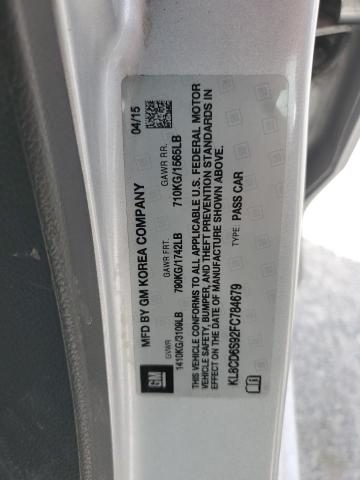 MFD BY GM KOREA COMPANY 04/15
GVWR GAWR FRT. GAWR RR.
1410KG/3109LB 790KG/1742LB 710KG/1565LB
THIS VEHICLE CONFORMS TO ALL APPLICABLE U.S. FEDERAL MOTOR
VEHICLE SAFETY, BUMPER, AND THEFT PREVENTION STANDARDS IN
EFFECT ON THE DATE OF MANUFACTURE SHOWN ABOVE.
KL8CD6S92FC784679 TYPE: PASS CAR
GM